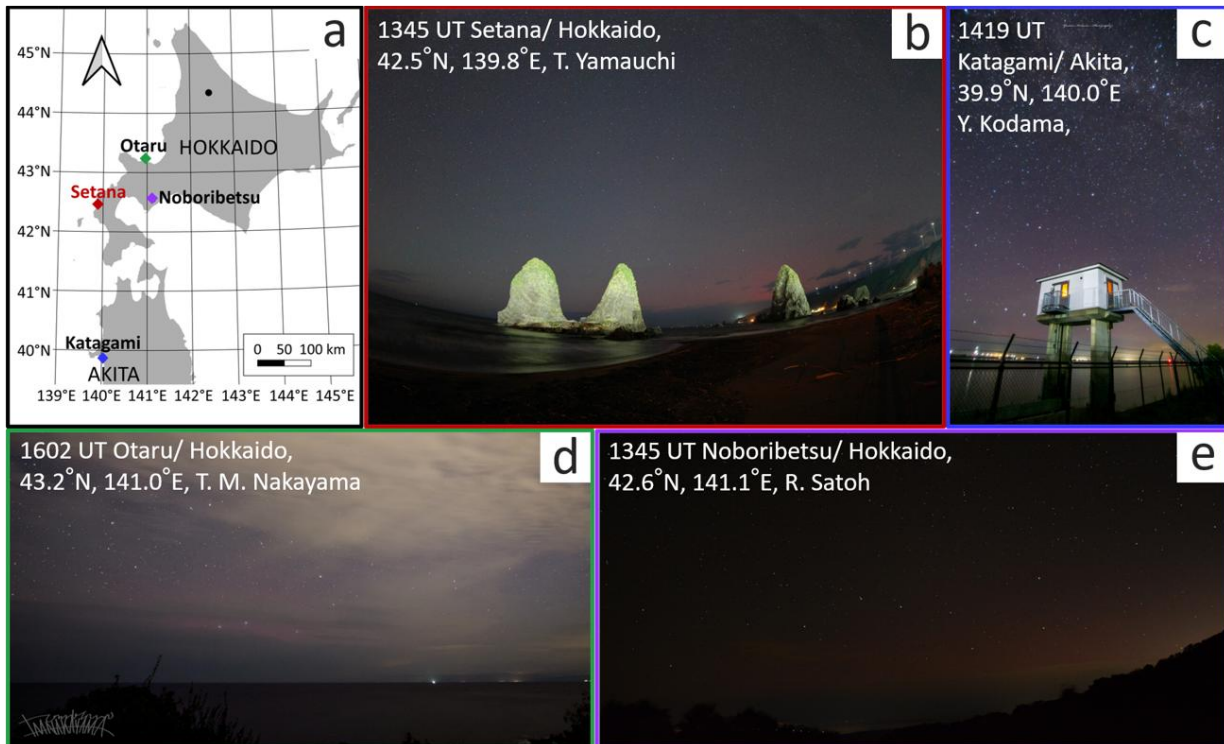 a
45°N
44°N
Otaru
HOKKAIDO
43°N
Setana
Noboribetsu
42°N
41°N
Katagami
0 50 100 km
40°N
AKITA
139°E 140°E 141°E 142°E 143°E 144°E 145°E
1345 UT Setana/ Hokkaido,
42.5°N, 139.8°E, T. Yamauchi
b
1419 UT
Katagami/ Akita,
39.9°N, 140.0°E
Y. Kodama,
c
1602 UT Otaru/ Hokkaido,
43.2°N, 141.0°E, T. M. Nakayama
d
1345 UT Noboribetsu/ Hokkaido,
42.6°N, 141.1°E, R. Satoh
e